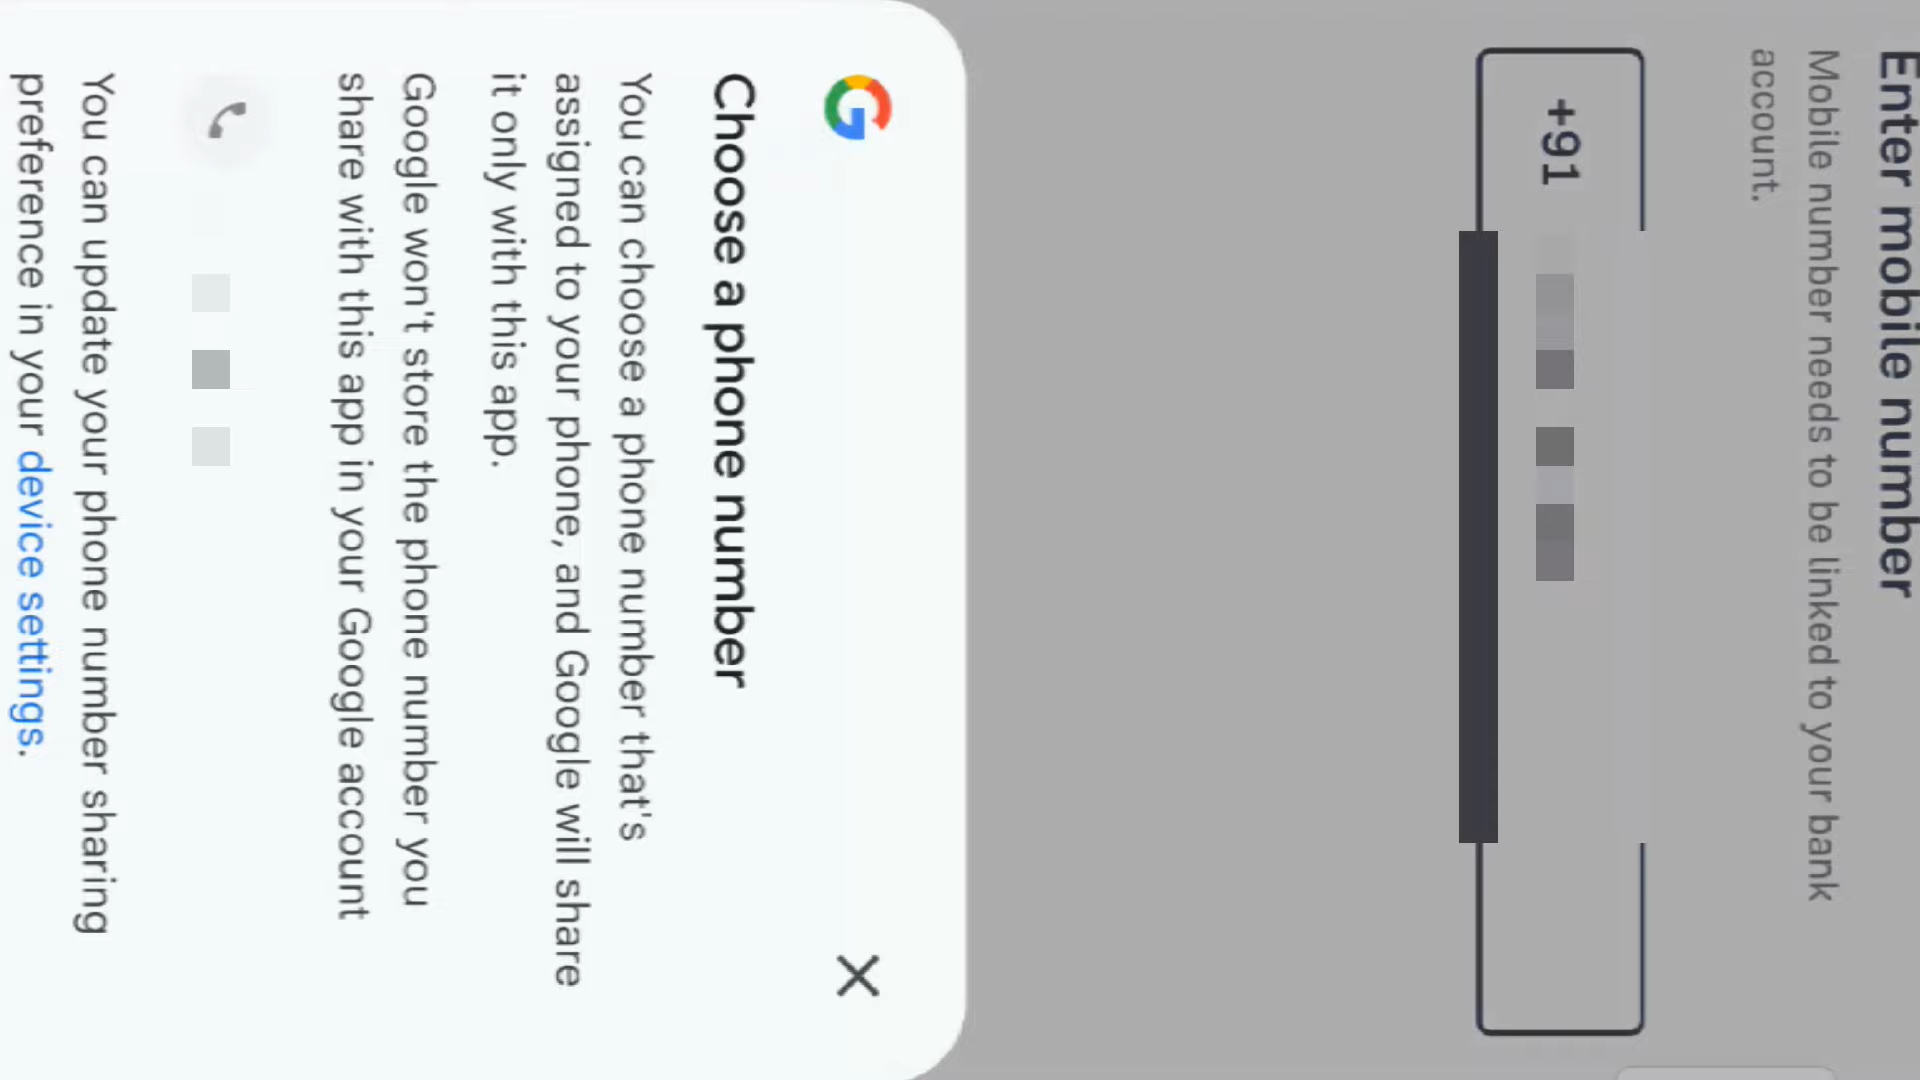 Enter mobile number
Mobile number needs to be linked to your bank
account.
+91
Choose a phone number
You can choose a phone number that's
assigned to your phone, and Google will share
it only with this app.
Google won't store the phone number you
share with this app in your Google account
You can update your phone number sharing
preference in your device settings.